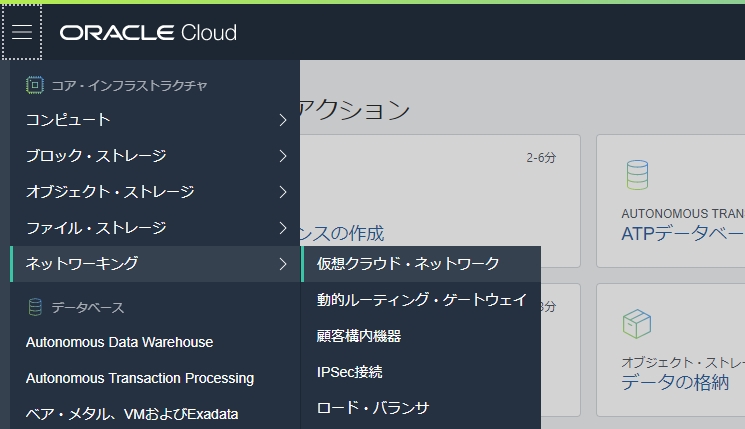 ORACLE Cloud
コア・インフラストラクチャ
コンピュート
ブロック・ストレージ
オブジェクト・ストレージ
ファイル・ストレージ
ネットワーキング
データベース
Autonomous Data Warehouse
Autonomous Transaction Processing
ベア・メタル、VMおよびExadata
仮想クラウド・ネットワーク
動的ルーティング・ゲートウェイ
顧客構内機器
IPSec接続
ロード・バランサ
アクション
2-6分
ンスの作成
3分
AUTONOMOUS TRAN
ATPデータベー
オブジェクト・ストレー
データの格納